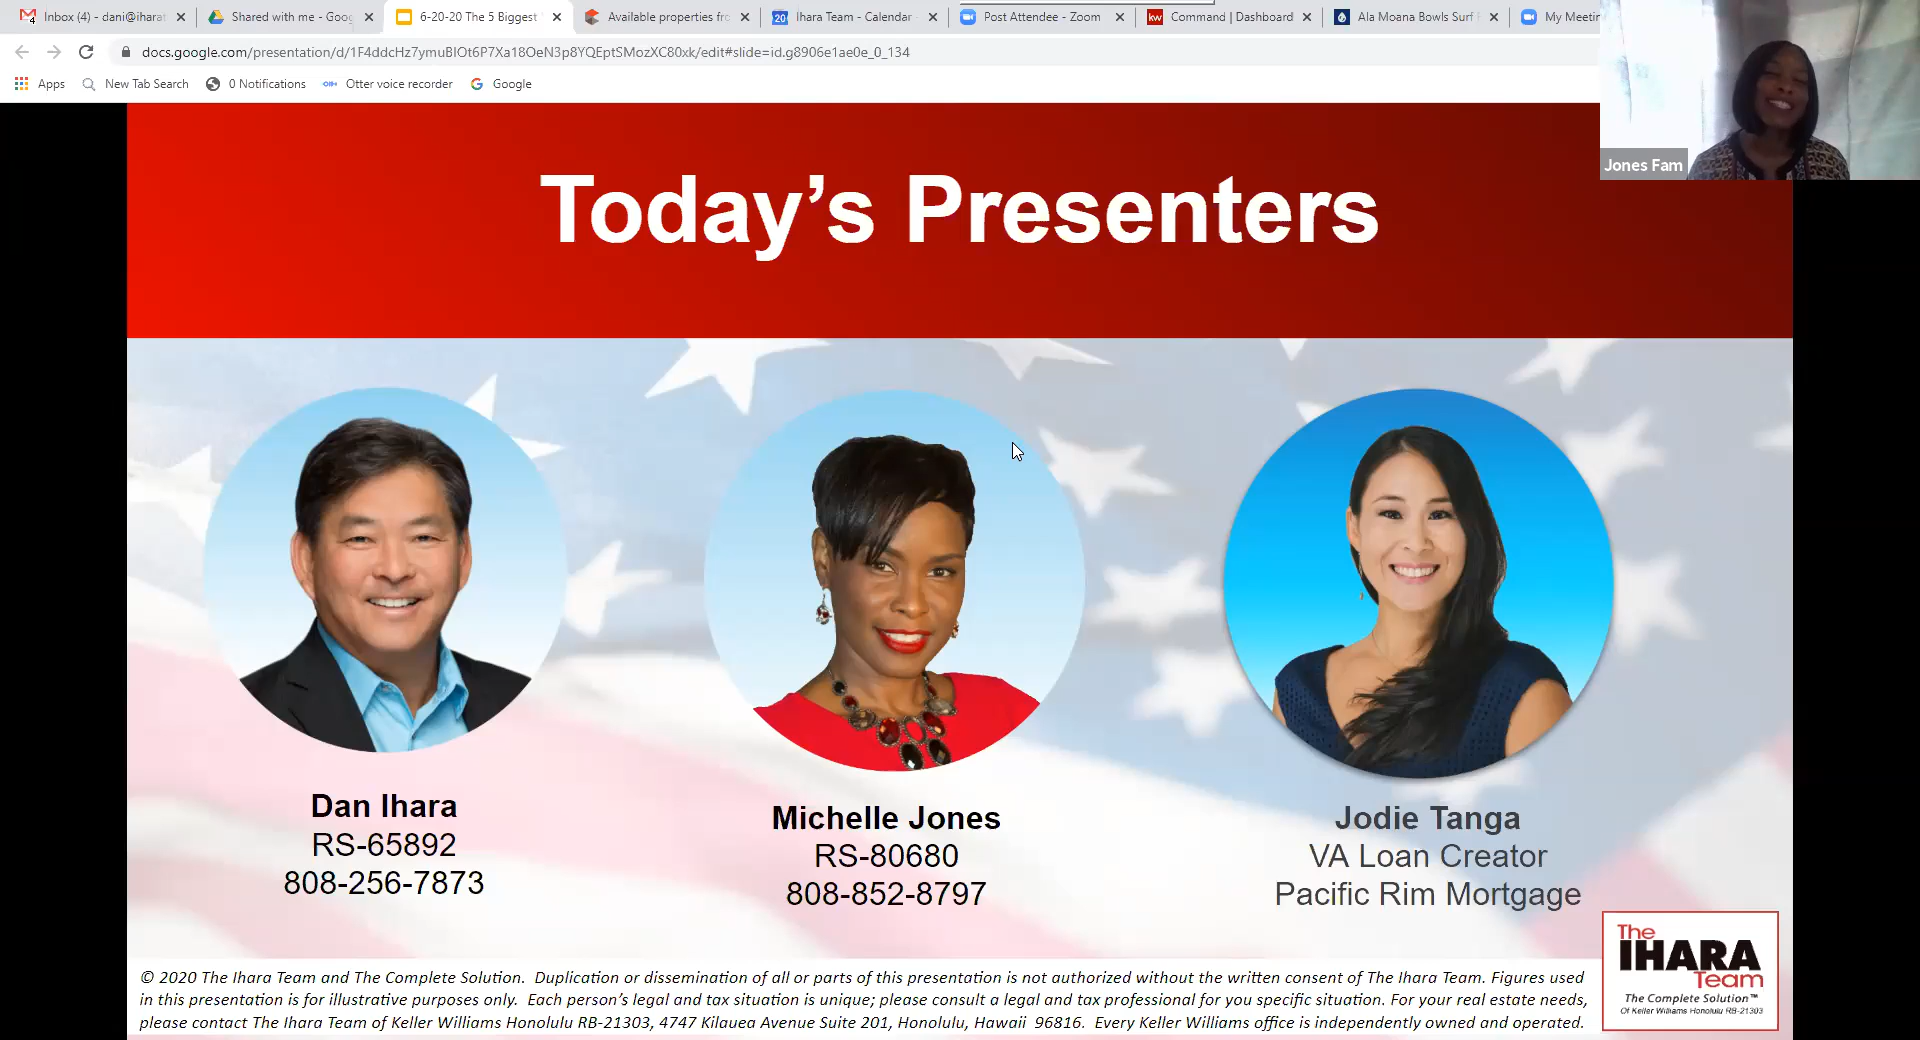 Inbox (4) - dani@ihara
Shared with me - Goog
6-20-20 The 5 Biggest
Available properties fro
Ihara Team - Calendar
Post Attendee - Zoom
Command | Dashboard
Ala Moana Bowls Surf
My Meetin
docs.google.com/presentation/d/1F4ddcHz7ymuBIOt6P7Xa18OeN3p8YQEptSMozXC80xk/edit#slide=id.g8906e1ae0e_0_134
Apps
New Tab Search
0 Notifications
Otter voice recorder
Google
Jones Fam
Today's Presenters
Dan Ihara
RS-65892
808-256-7873
Michelle Jones
RS-80680
808-852-8797
Jodie Tanga
VA Loan Creator
Pacific Rim Mortgage
© 2020 The Ihara Team and The Complete Solution. Duplication or dissemination of all or parts of this presentation is not authorized without the written consent of The Ihara Team. Figures used
in this presentation is for illustrative purposes only. Each person's legal and tax situation is unique; please consult a legal and tax professional for you specific situation. For your real estate needs,
please contact The Ihara Team of Keller Williams Honolulu RB-21303, 4747 Kilauea Avenue Suite 201, Honolulu, Hawaii 96816. Every Keller Williams office is independently owned and operated.
The
IHARA
Team
The Complete Solution™
Of Keller Williams Honolulu RB-21303